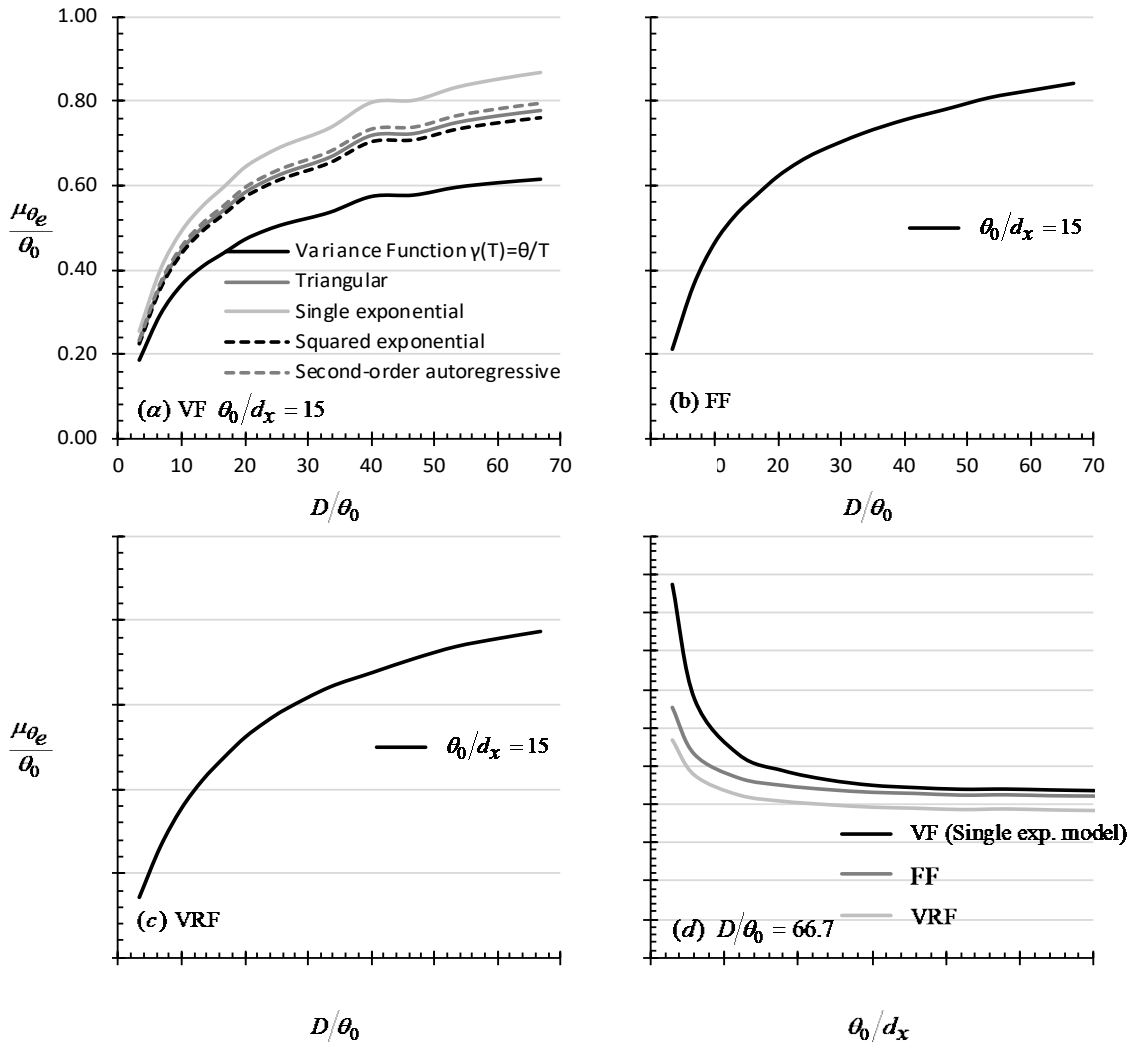 1.00
0.80
0.60
0.40
0.20
0.00
μθe/θ0
Variance Function γ(T)=θ/T
Triangular
Single exponential
Squared exponential
Second-order autoregressive
(a) VF θ0/dx = 15
0 10 20 30 40 50 60 70
D/θ0
θ0/dx = 15
(b) FF
0 20 30 40 50 60 70
D/θ0
μθe/θ0
θ0/dx = 15
(c) VRF
D/θ0
VF (Single exp. model)
FF
VRF
(d) D/θ0 = 66.7
θ0/dx